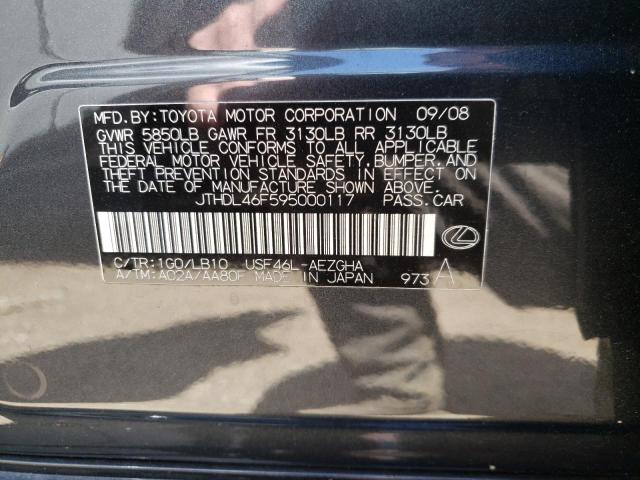 MFD.BY:TOYOTA MOTOR CORPORATION 09/08
GVWR 5850LB GAWR FR 3130LB RR 3130LB
THIS VEHICLE CONFORMS TO ALL APPLICABLE
FEDERAL MOTOR VEHICLE SAFETY,BUMPER,AND
THEFT PREVENTION STANDARDS IN EFFECT ON
THE DATE OF MANUFACTURE SHOWN ABOVE.
JTHDL46F595000117 PASS.CAR
C/TR:1G0/LB10 USF46L-AEZGHA
A/TM:A02A/AA80F MADE IN JAPAN 973 A